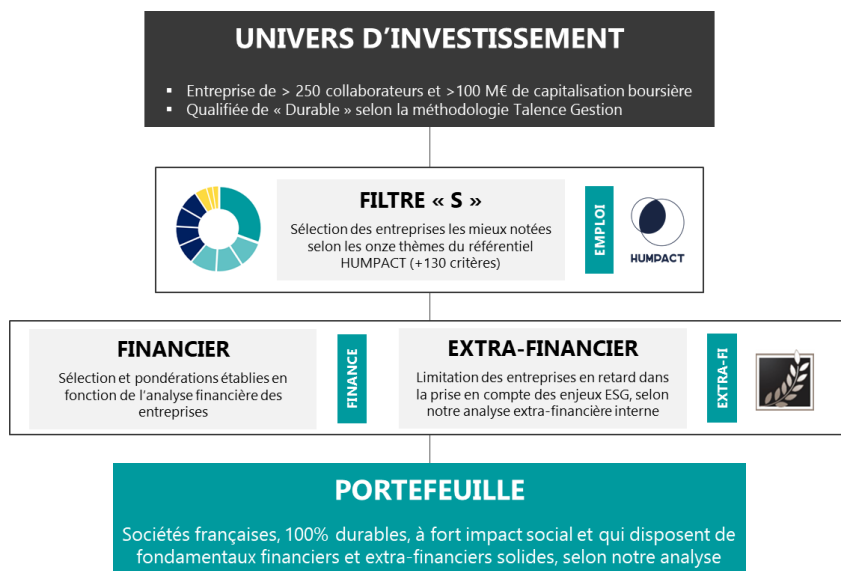 UNIVERS D’INVESTISSEMENT
▪ Entreprise de > 250 collaborateurs et >100 M€ de capitalisation boursière
▪ Qualifiée de « Durable » selon la méthodologie Talence Gestion
FILTRE « S »
Sélection des entreprises les mieux notées
selon les onze thèmes du référentiel
HUMPACT (+130 critères)
EMPLOI
HUMPACT
FINANCIER
Sélection et pondérations établies en
fonction de l’analyse financière des
entreprises
FINANCE
EXTRA-FINANCIER
Limitation des entreprises en retard dans
la prise en compte des enjeux ESG, selon
notre analyse extra-financière interne
EXTRA-FI
PORTEFEUILLE
Sociétés françaises, 100% durables, à fort impact social et qui disposent de
fondamentaux financiers et extra-financiers solides, selon notre analyse